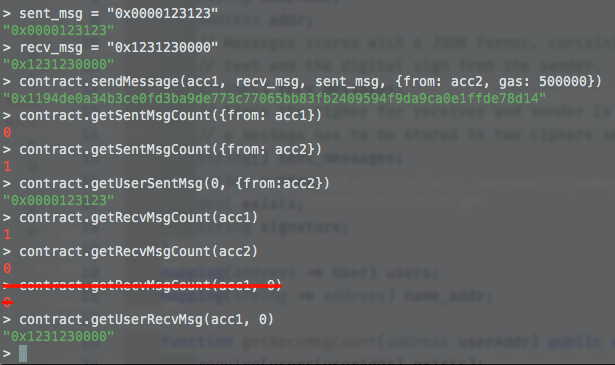 > sent_msg = "0x0000123123"
"0x0000123123"
> recv_msg = "0x1231230000"
"0x1231230000"
> contract.sendMessage(acc1, recv_msg, sent_msg, {from: acc2, gas: 500000})
"0x1194de0a34b3ce0fd3ba9de773c77065bb83fb2409594f9da9ca0e1ffde78d14"
> contract.getSentMsgCount({from: acc1})
0
> contract.getSentMsgCount({from: acc2})
1
> contract.getUserSentMsg(0, {from:acc2})
"0x0000123123"
> contract.getRecvMsgCount(acc1)
1
> contract.getRecvMsgCount(acc2)
0
> contract.getRecvMsgCount(acc1, 0)
0
> contract.getUserRecvMsg(acc1, 0)
"0x1231230000"
>